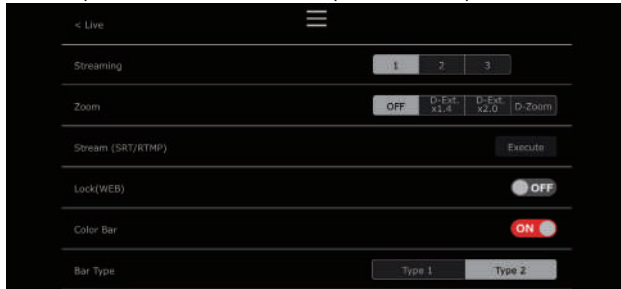 < Live
Streaming 1 2 3
Zoom OFF D-Ext. x1.4 D-Ext. x2.0 D-Zoom
Stream (SRT/RTMP) Execute
Lock(WEB) OFF
Color Bar ON
Bar Type Type 1 Type 2